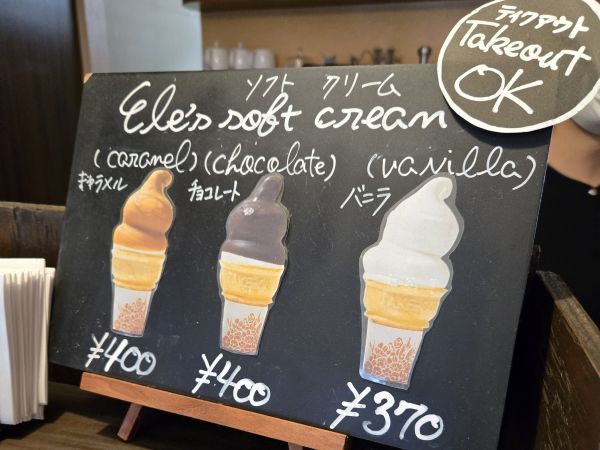 テイクアウト
Takeout
OK
ソフト クリーム
Ele's soft cream
(caramel) (chocolate) (vanilla)
キャラメル チョコレート バニラ
¥400 ¥400 ¥370